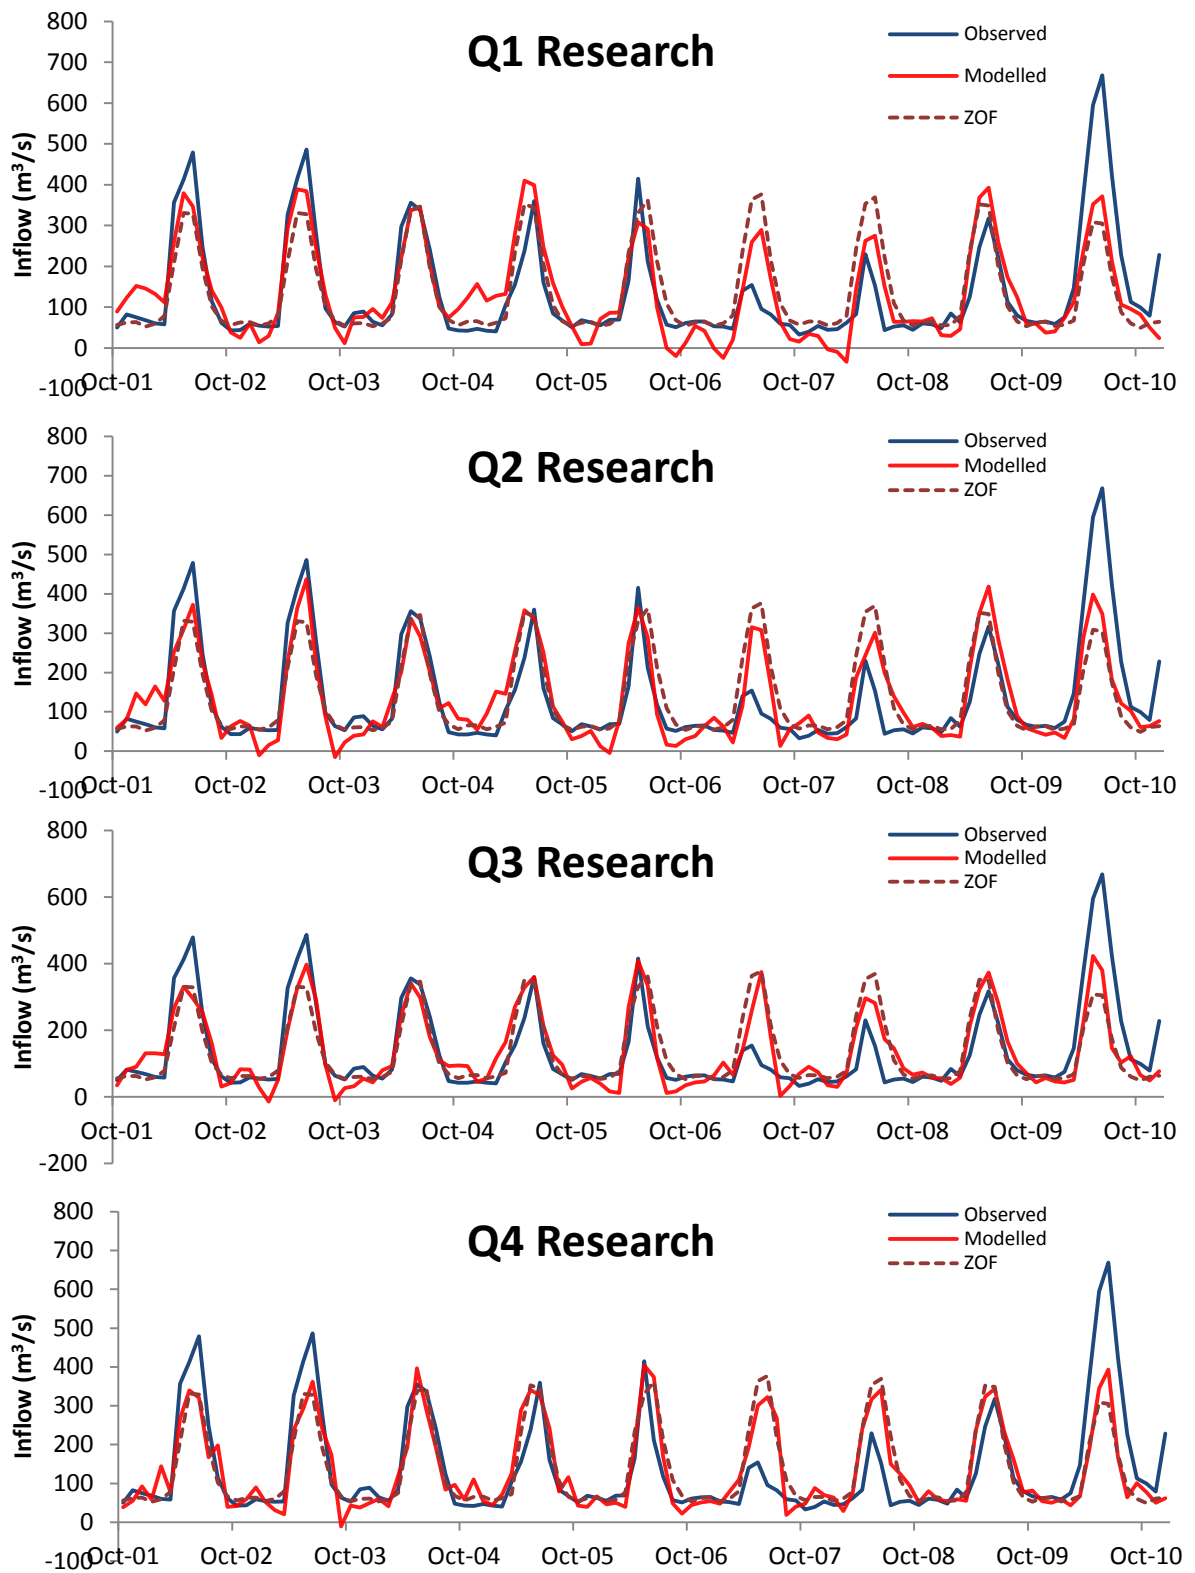 800
700
600
500
400
300
200
100
0
-100
Inflow (m³/s)
Q1 Research
Observed
Modelled
ZOF
Oct-01 Oct-02 Oct-03 Oct-04 Oct-05 Oct-06 Oct-07 Oct-08 Oct-09 Oct-10
800
700
600
500
400
300
200
100
0
-100
Inflow (m³/s)
Q2 Research
Observed
Modelled
ZOF
Oct-01 Oct-02 Oct-03 Oct-04 Oct-05 Oct-06 Oct-07 Oct-08 Oct-09 Oct-10
800
600
400
200
0
-200
Inflow (m³/s)
Q3 Research
Observed
Modelled
ZOF
Oct-01 Oct-02 Oct-03 Oct-04 Oct-05 Oct-06 Oct-07 Oct-08 Oct-09 Oct-10
800
700
600
500
400
300
200
100
0
-100
Inflow (m³/s)
Q4 Research
Observed
Modelled
ZOF
Oct-01 Oct-02 Oct-03 Oct-04 Oct-05 Oct-06 Oct-07 Oct-08 Oct-09 Oct-10